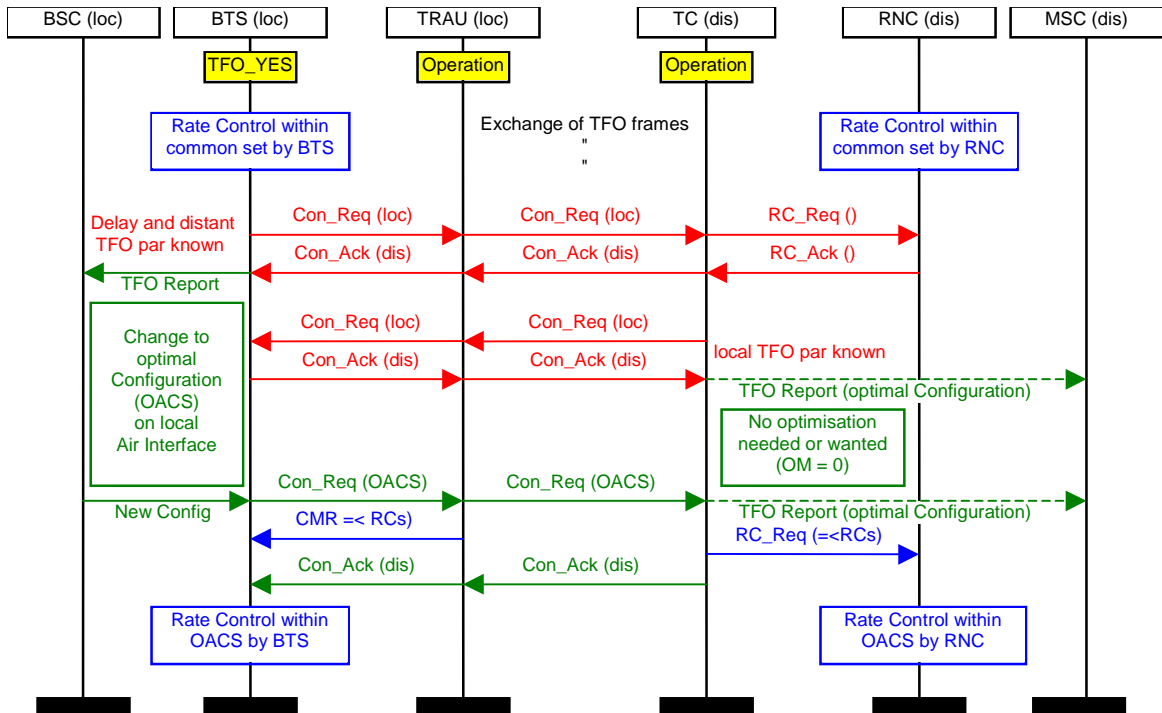 BSC (loc)
BTS (loc)
TRAU (loc)
TC (dis)
RNC (dis)
MSC (dis)
TFO_YES
Operation
Operation
Rate Control within
common set by BTS
Exchange of TFO frames
"
"
Rate Control within
common set by RNC
Delay and distant
TFO par known
Con_Req (loc)
Con_Req (loc)
RC_Req ()
Con_Ack (dis)
Con_Ack (dis)
RC_Ack ()
TFO Report
Change to
optimal
Configuration
(OACS)
on local
Air Interface
Con_Req (loc)
Con_Req (loc)
Con_Ack (dis)
Con_Ack (dis)
local TFO par known
TFO Report (optimal Configuration)
No optimisation
needed or wanted
(OM = 0)
New Config
Con_Req (OACS)
Con_Req (OACS)
TFO Report (optimal Configuration)
CMR =< RCs)
RC_Req (=<RCs)
Con_Ack (dis)
Con_Ack (dis)
Rate Control within
OACS by BTS
Rate Control within
OACS by RNC